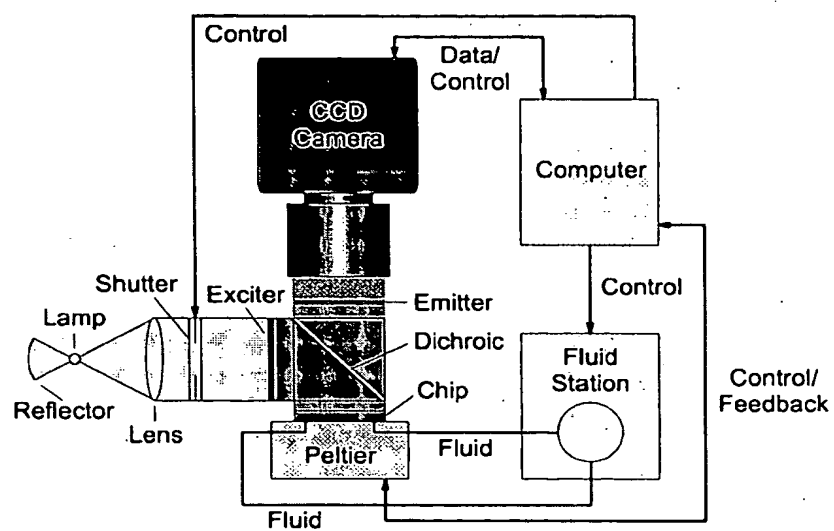 Control
Data/
Control
CCD
Camera
Computer
Shutter
Exciter
Emitter
Control
Lamp
Dichroic
Fluid
Station
Reflector
Chip
Control/
Feedback
Lens
Peltier
Fluid
Fluid